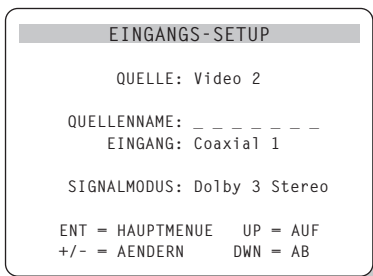 EINGANGS-SETUP
QUELLE: Video 2
QUELLENNAME: _ _ _ _ _ _ _
EINGANG: Coaxial 1
SIGNALMODUS: Dolby 3 Stereo
ENT = HAUPTMENUE UP = AUF
+/- = AENDERN DWN = AB